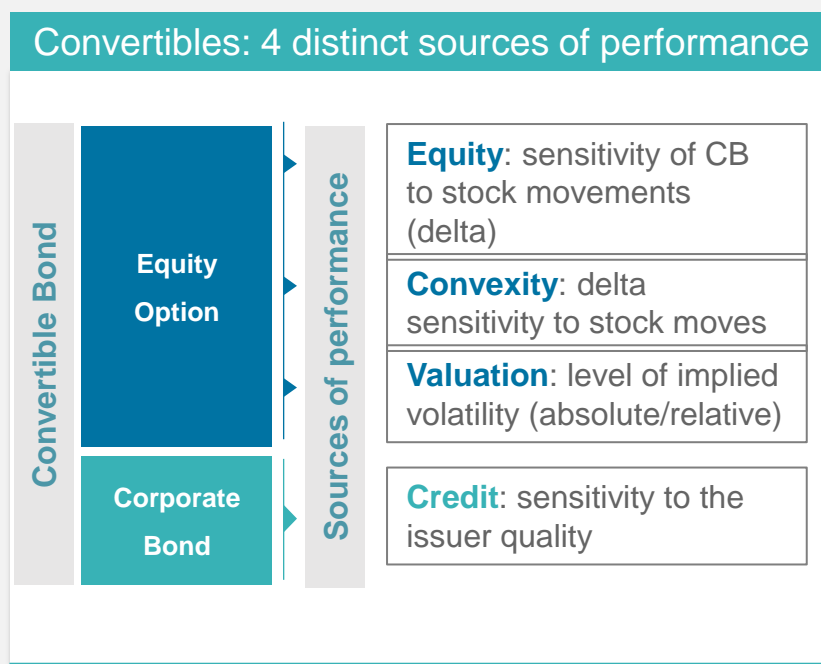 Convertibles: 4 distinct sources of performance
Convertible Bond
Equity
Option
Corporate
Bond
Sources of performance
Equity: sensitivity of CB
to stock movements
(delta)
Convexity: delta
sensitivity to stock moves
Valuation: level of implied
volatility (absolute/relative)
Credit: sensitivity to the
issuer quality